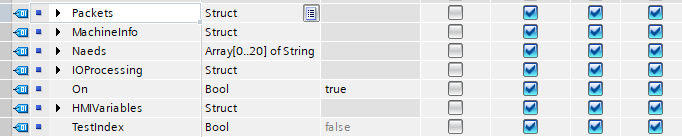 Packets Struct
MachineInfo Struct
Naeds Array[0..20] of String
IOProcessing Struct
On Bool true
HMIVariables Struct
TestIndex Bool false